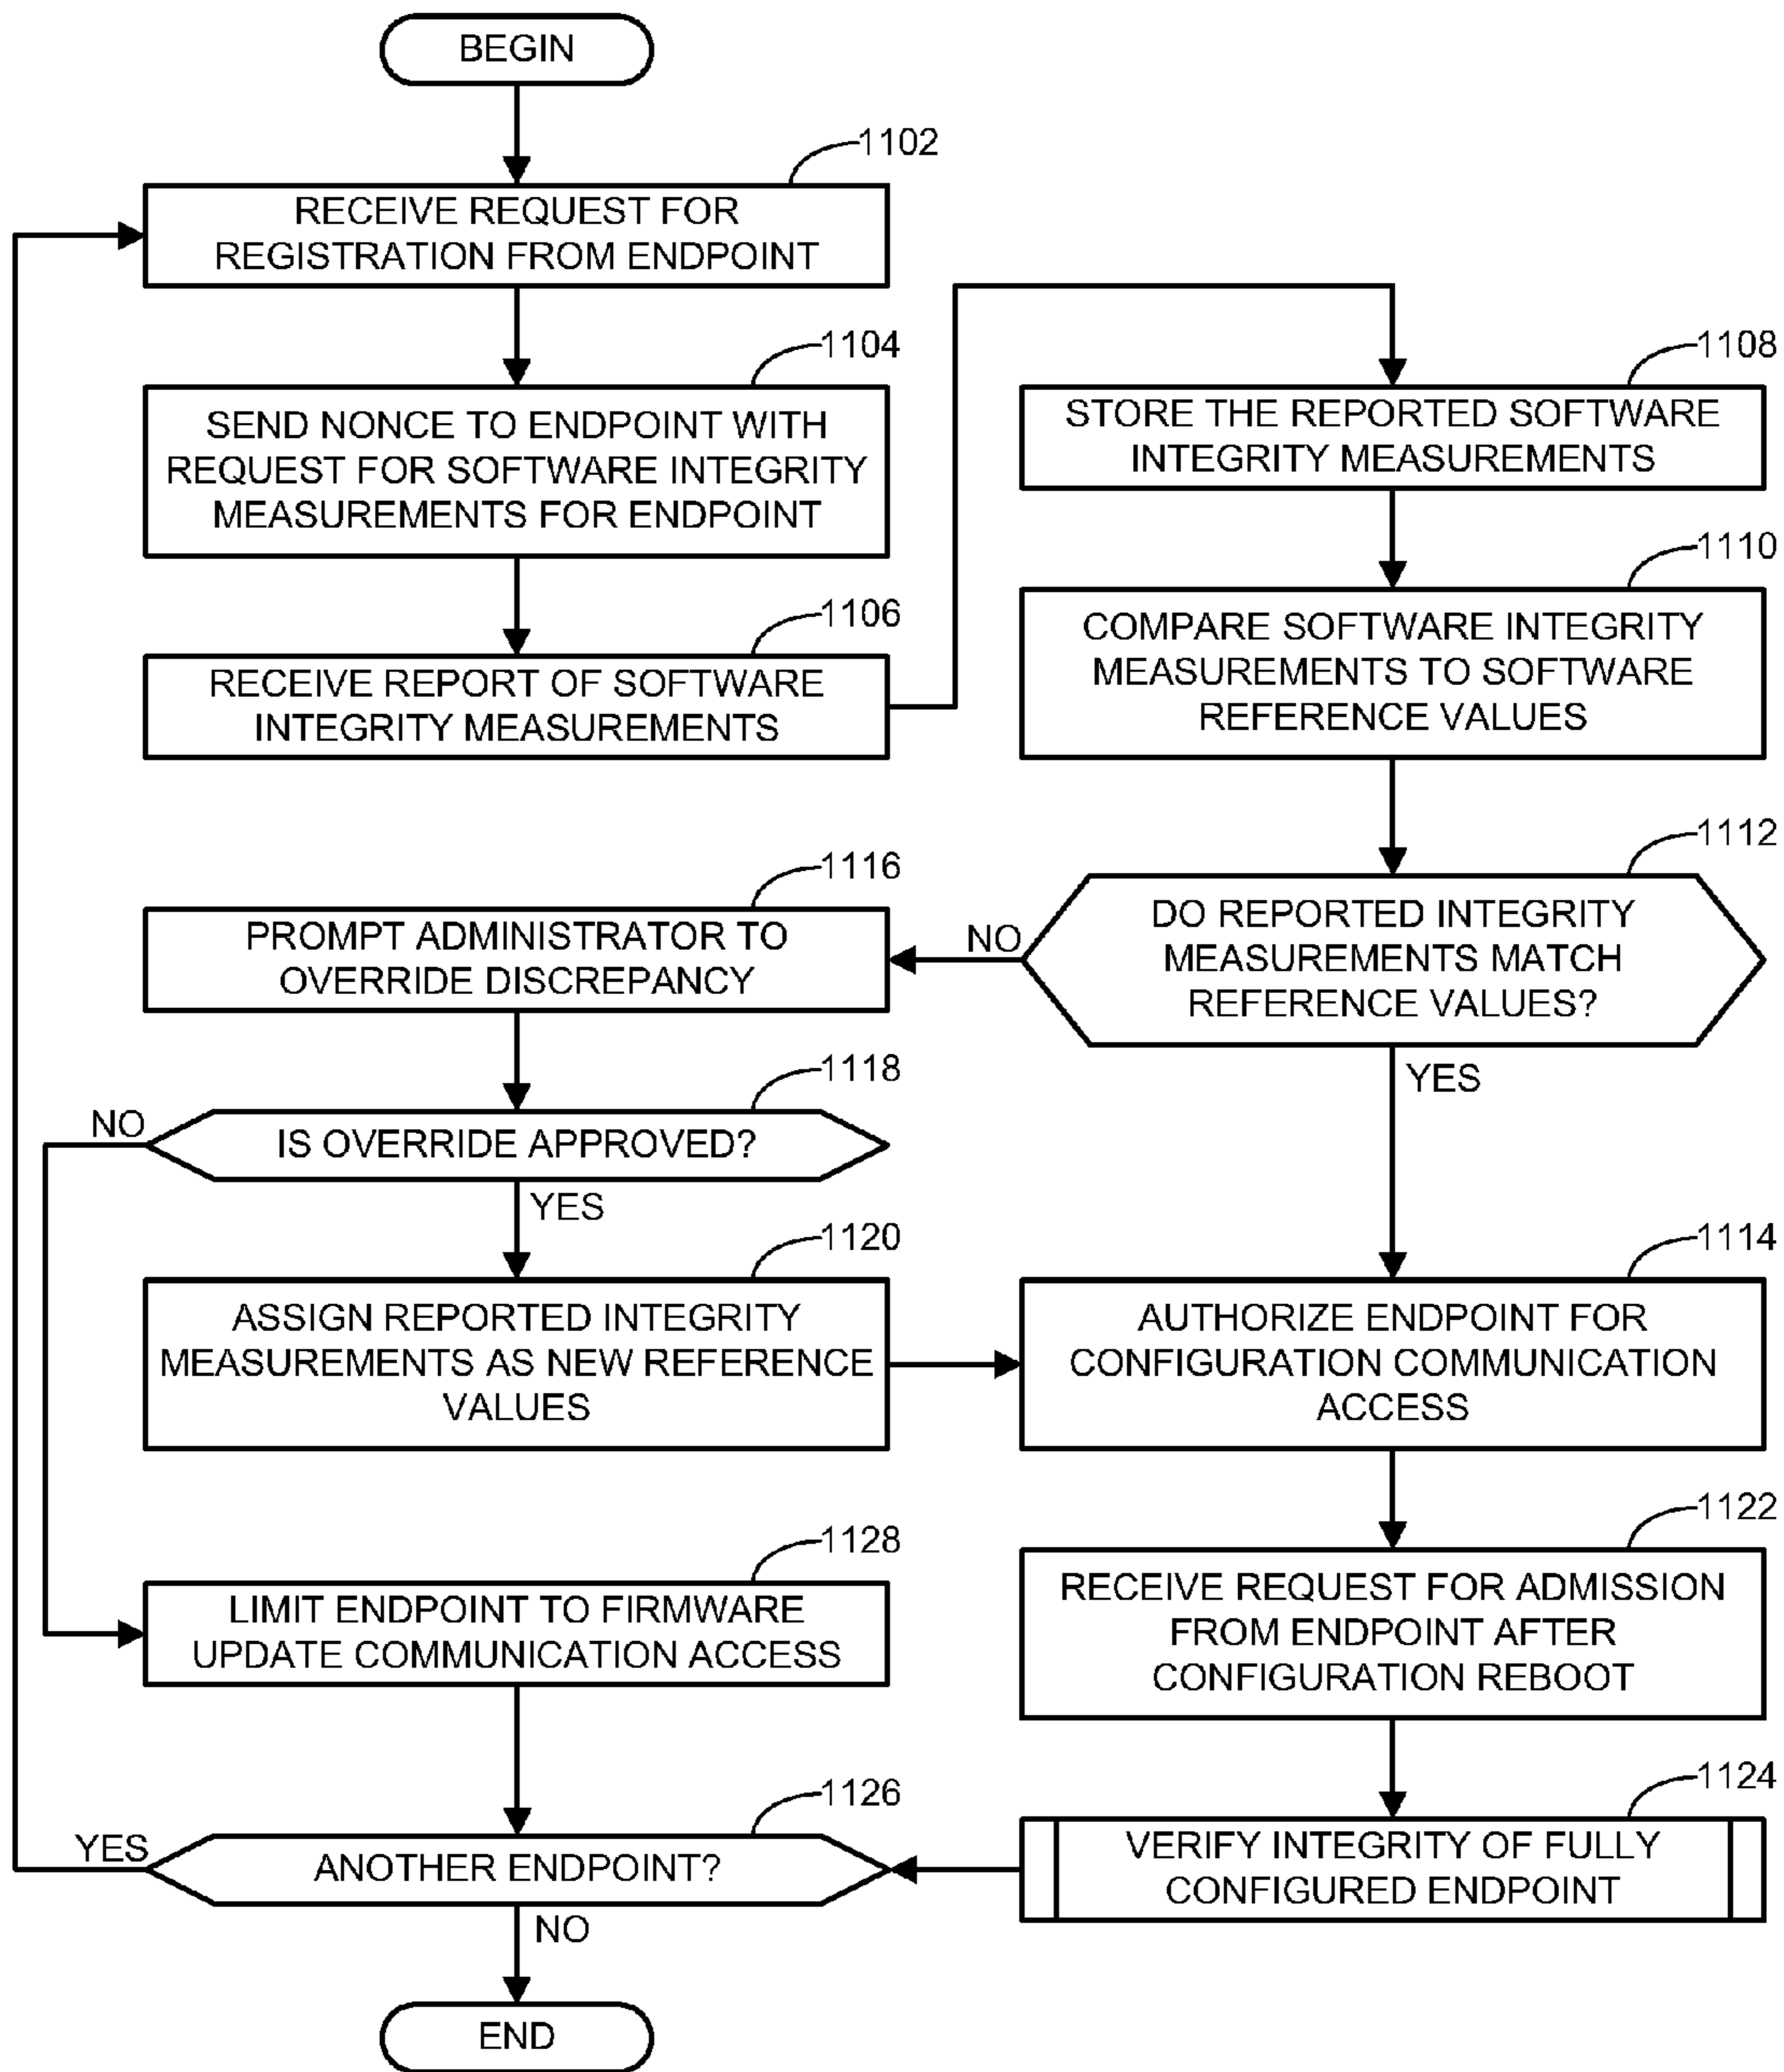 BEGIN
1102
RECEIVE REQUEST FOR
REGISTRATION FROM ENDPOINT
1104
SEND NONCE TO ENDPOINT WITH
REQUEST FOR SOFTWARE INTEGRITY
MEASUREMENTS FOR ENDPOINT
1106
RECEIVE REPORT OF SOFTWARE
INTEGRITY MEASUREMENTS
1108
STORE THE REPORTED SOFTWARE
INTEGRITY MEASUREMENTS
1110
COMPARE SOFTWARE INTEGRITY
MEASUREMENTS TO SOFTWARE
REFERENCE VALUES
1112
DO REPORTED INTEGRITY
MEASUREMENTS MATCH
REFERENCE VALUES?
NO
YES
1116
PROMPT ADMINISTRATOR TO
OVERRIDE DISCREPANCY
1118
IS OVERRIDE APPROVED?
NO
YES
1120
ASSIGN REPORTED INTEGRITY
MEASUREMENTS AS NEW REFERENCE
VALUES
1114
AUTHORIZE ENDPOINT FOR
CONFIGURATION COMMUNICATION
ACCESS
1122
RECEIVE REQUEST FOR ADMISSION
FROM ENDPOINT AFTER
CONFIGURATION REBOOT
1124
VERIFY INTEGRITY OF FULLY
CONFIGURED ENDPOINT
1128
LIMIT ENDPOINT TO FIRMWARE
UPDATE COMMUNICATION ACCESS
1126
ANOTHER ENDPOINT?
YES
NO
END